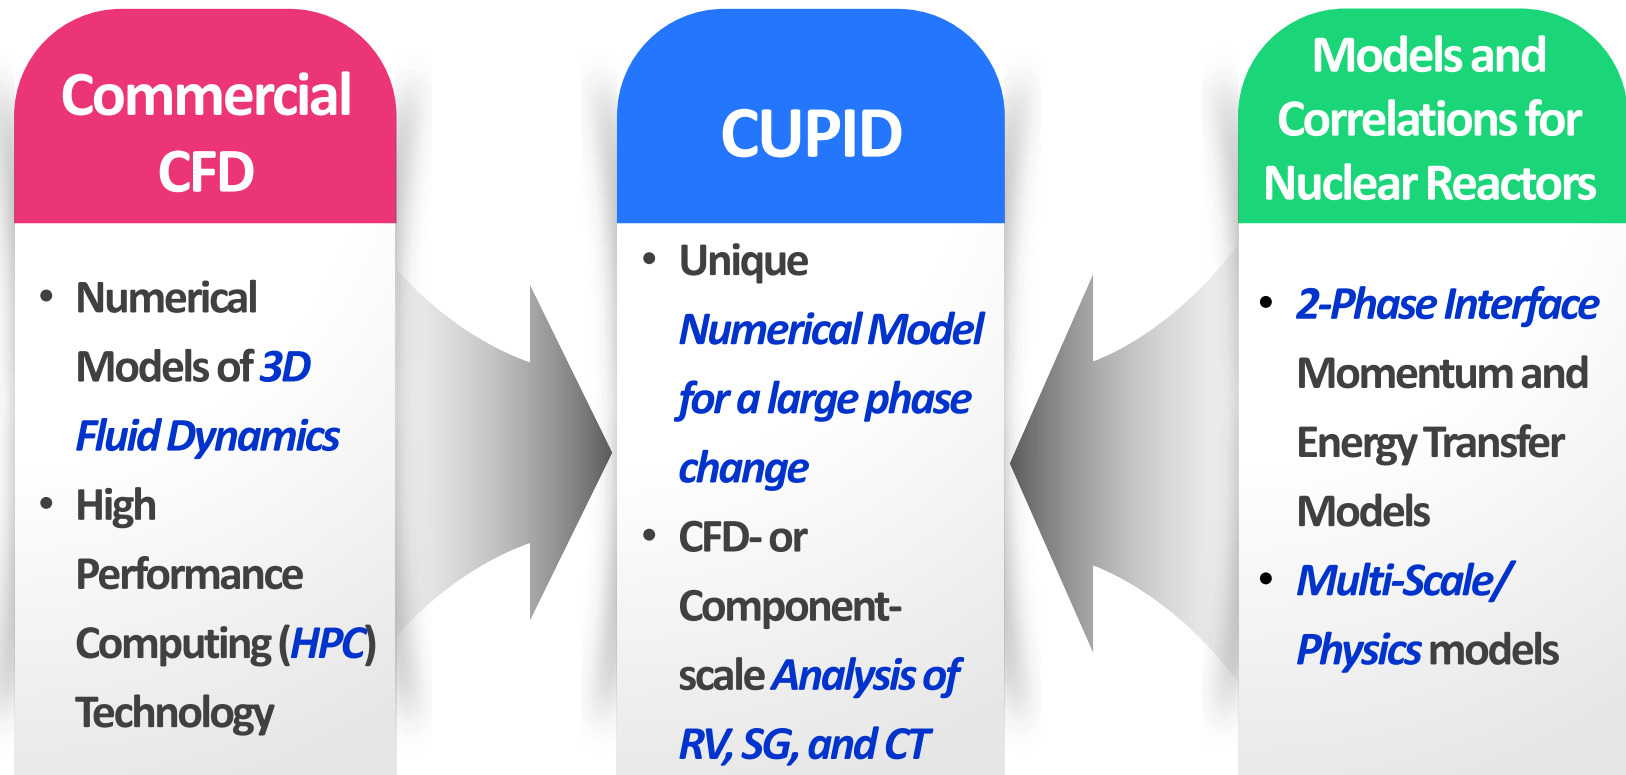 Commercial
CFD
• Numerical
Models of 3D
Fluid Dynamics
• High
Performance
Computing (HPC)
Technology
CUPID
• Unique
Numerical Model
for a large phase
change
• CFD- or
Component-
scale Analysis of
RV, SG, and CT
Models and
Correlations for
Nuclear Reactors
• 2-Phase Interface
Momentum and
Energy Transfer
Models
• Multi-Scale/
Physics models